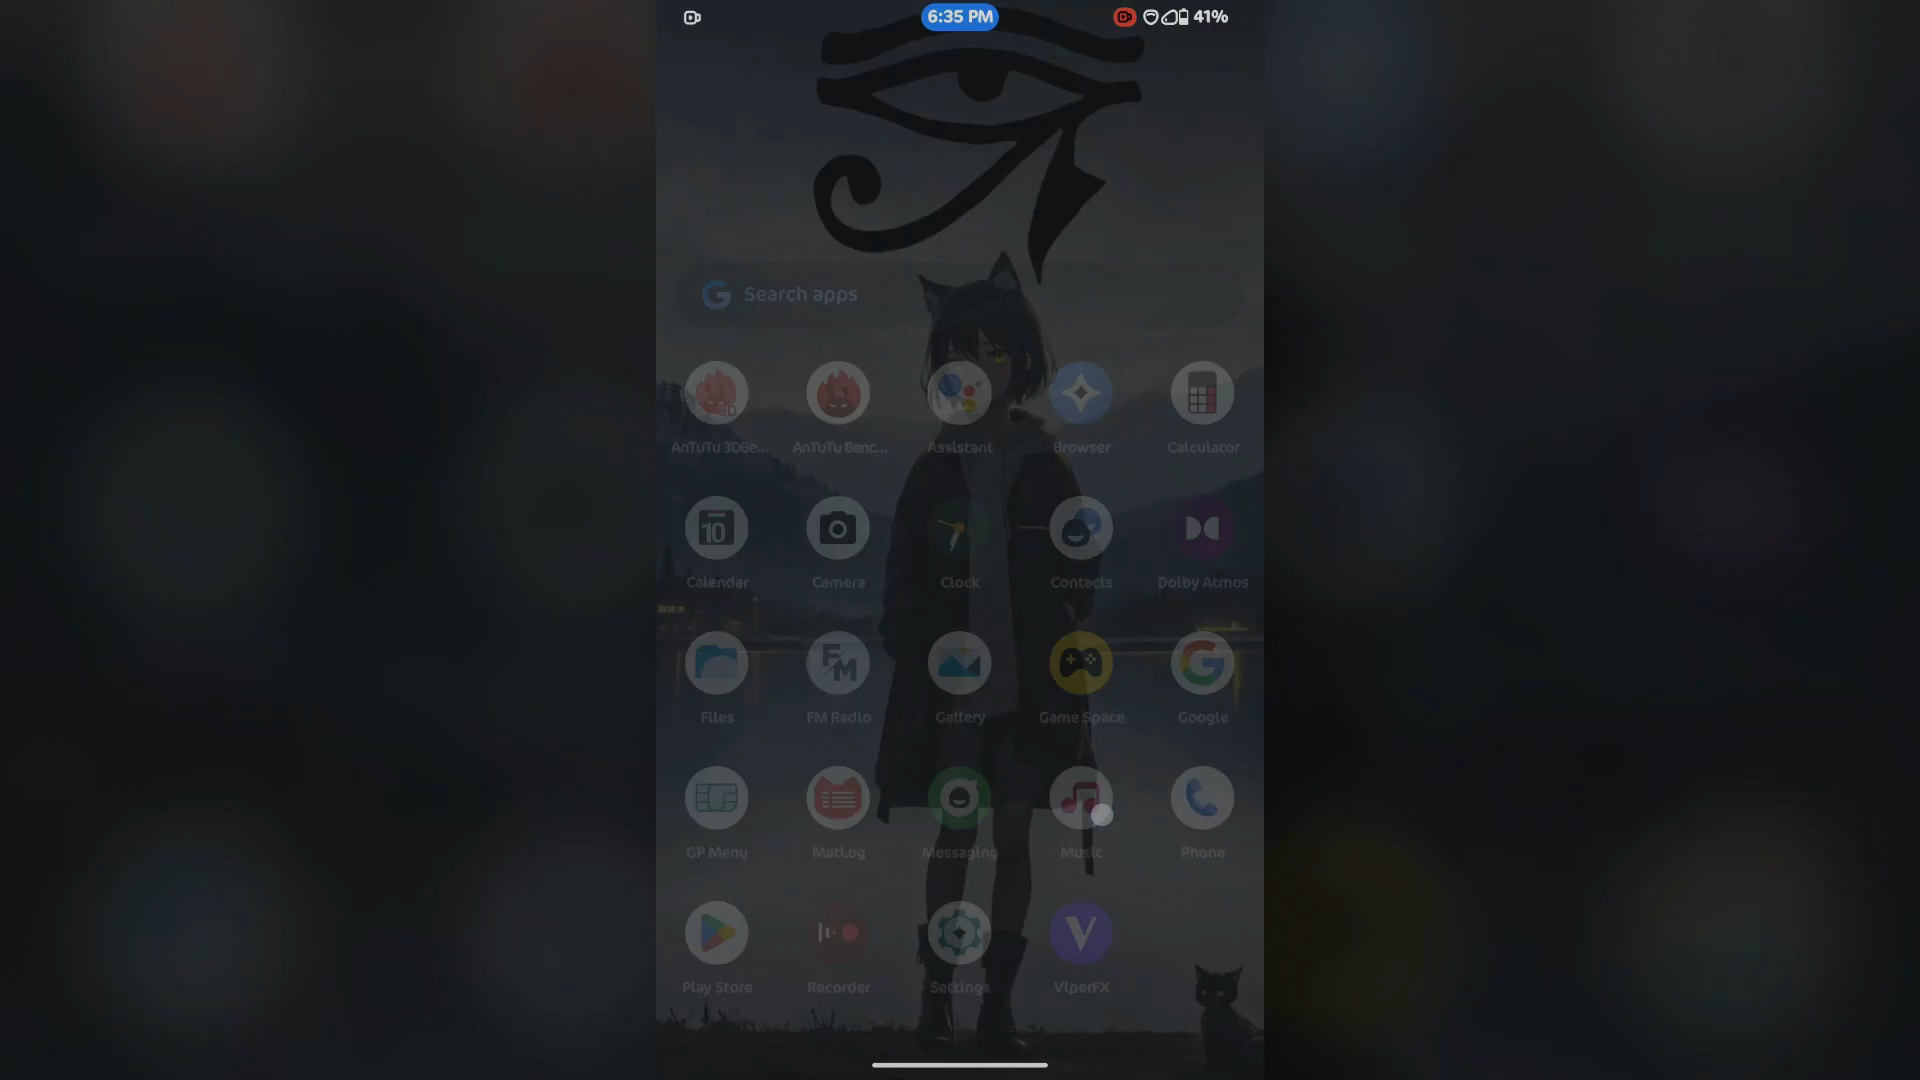 6:35 PM
41%
Search apps
AnTuTu 3DBe...
AnTuTu Benc...
Assistant
Browser
Calculator
10
Calendar
Camera
Clock
Contacts
Dolby Atmos
Files
FM
FM Radio
Gallery
Game Space
Google
GP Menu
MatLog
Messaging
Music
Phone
Play Store
Recorder
Settings
ViperFX